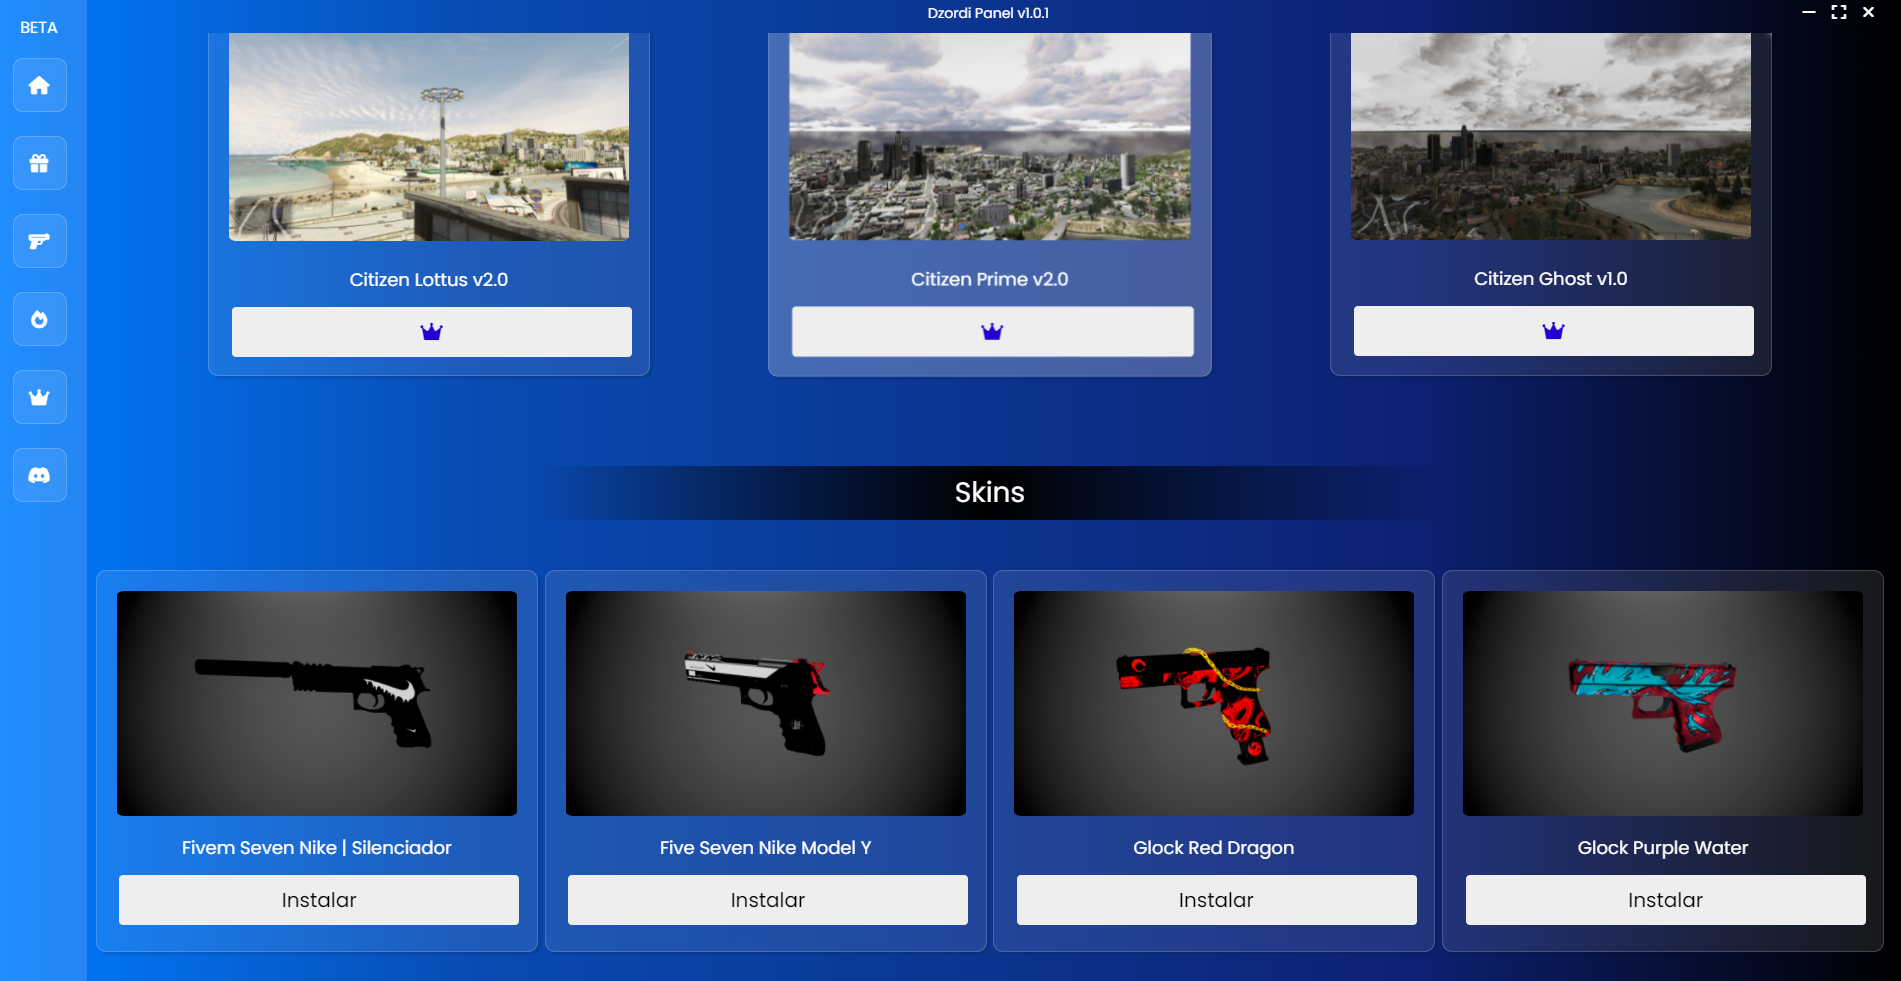 BETA
Dzordi Panel v1.0.1
Citizen Lottus v2.0
Citizen Prime v2.0
Citizen Ghost v1.0
Skins
Fivem Seven Nike | Silenciador
Five Seven Nike Model Y
Glock Red Dragon
Glock Purple Water
Instalar
Instalar
Instalar
Instalar